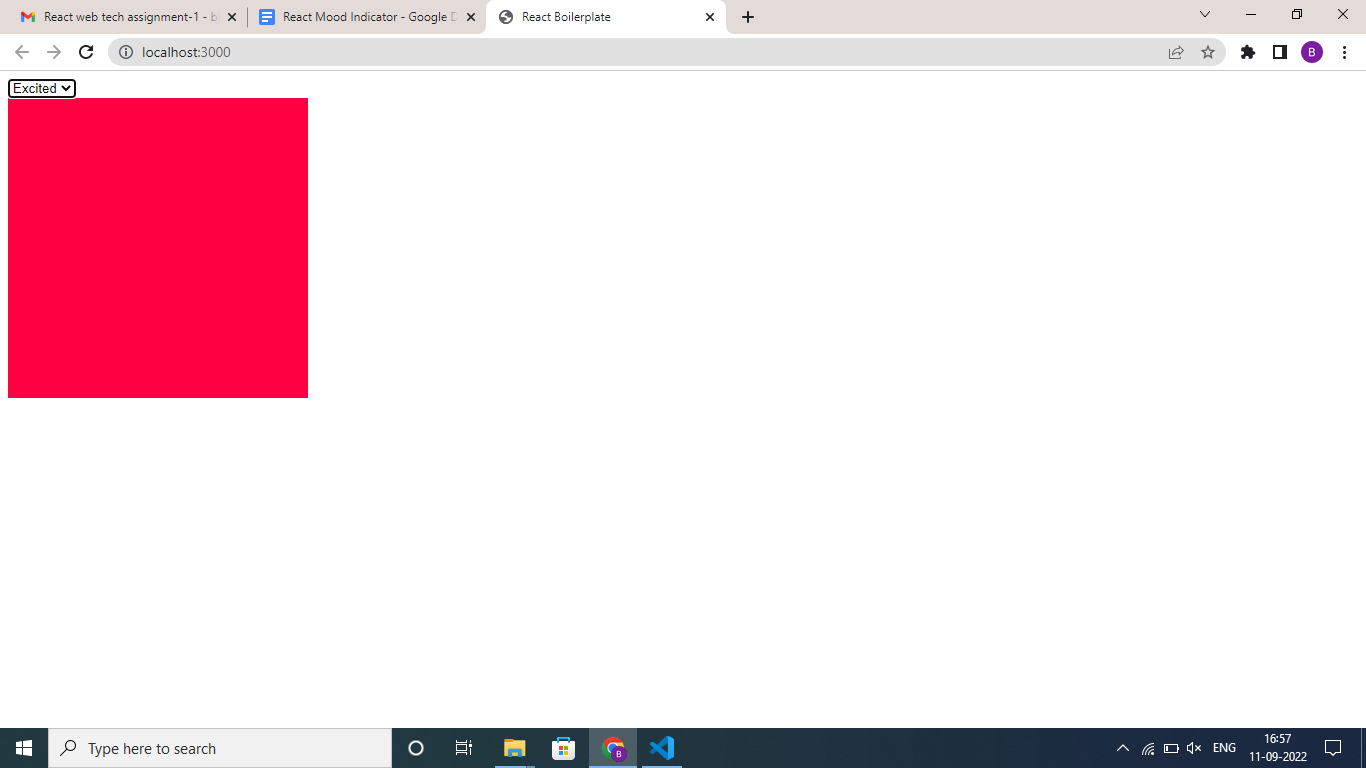 React web tech assignment-1 - b
React Mood Indicator - Google D
React Boilerplate
localhost:3000
B
Excited
Type here to search
B
ENG
16:57
11-09-2022